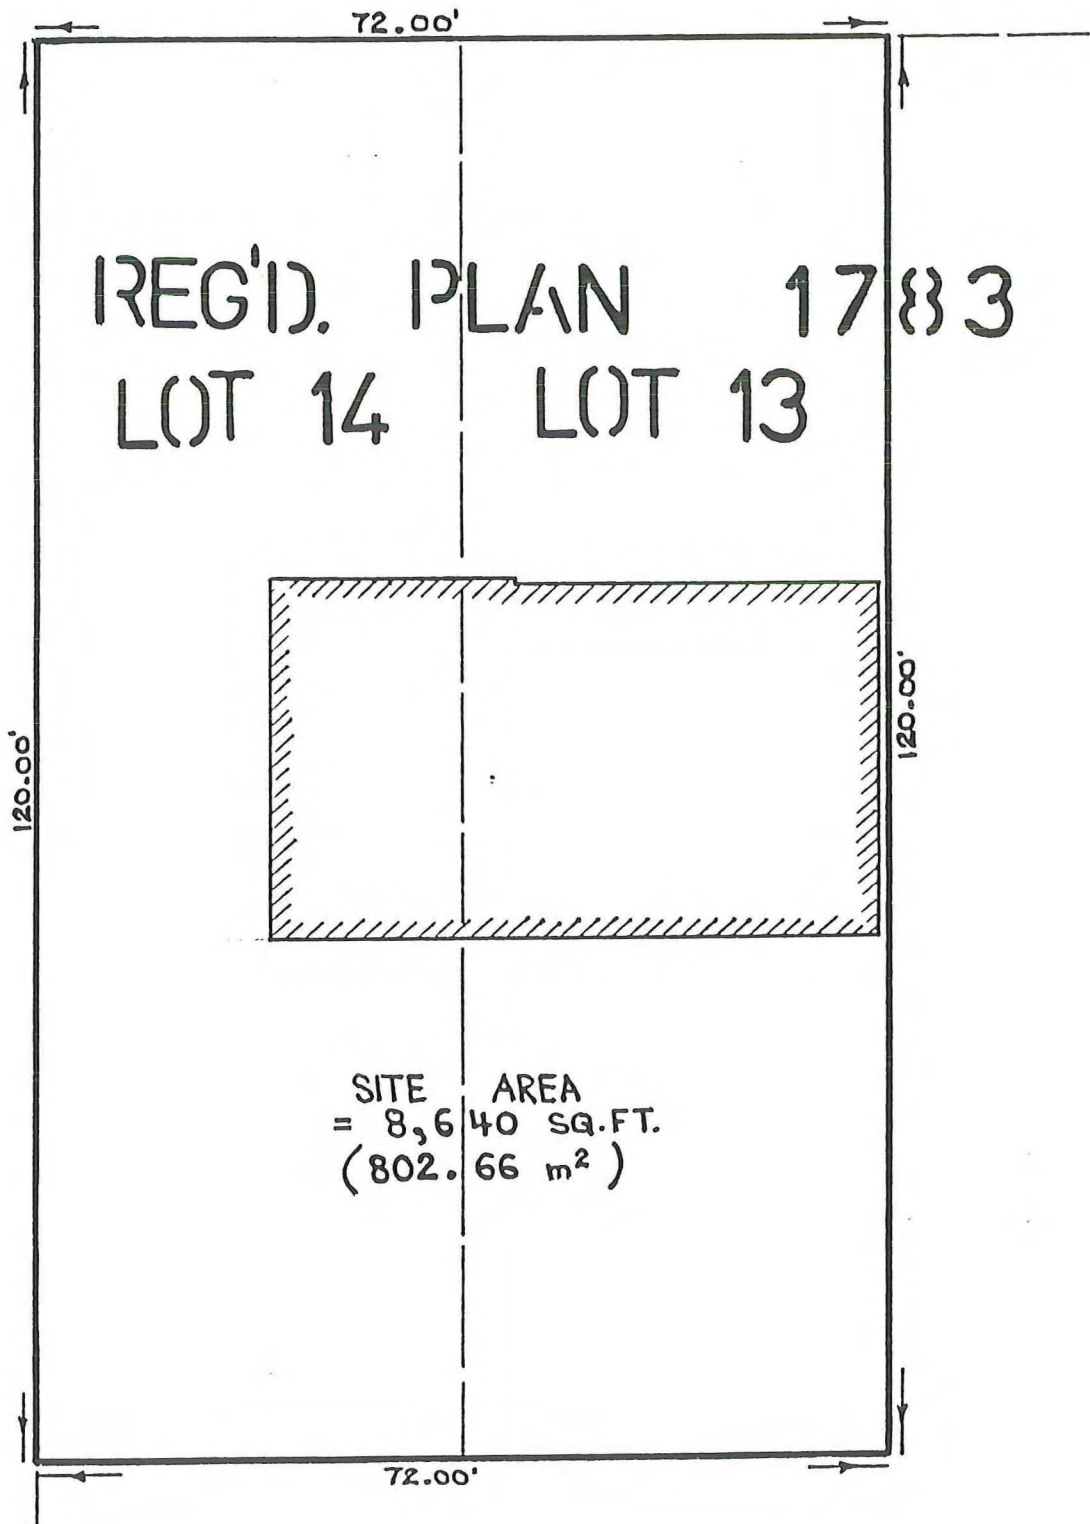 72.00'
REG'D. PLAN 1783
LOT 14 LOT 13
120.00'
120.00'
SITE AREA
= 8,640 SQ.FT.
(802.66 m²)
72.00'